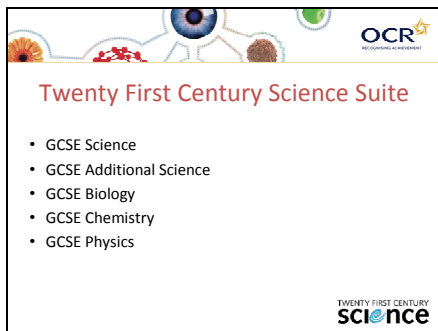 OCR
RECOGNISING ACHIEVEMENT
Twenty First Century Science Suite
• GCSE Science
• GCSE Additional Science
• GCSE Biology
• GCSE Chemistry
• GCSE Physics
TWENTY FIRST CENTURY
science